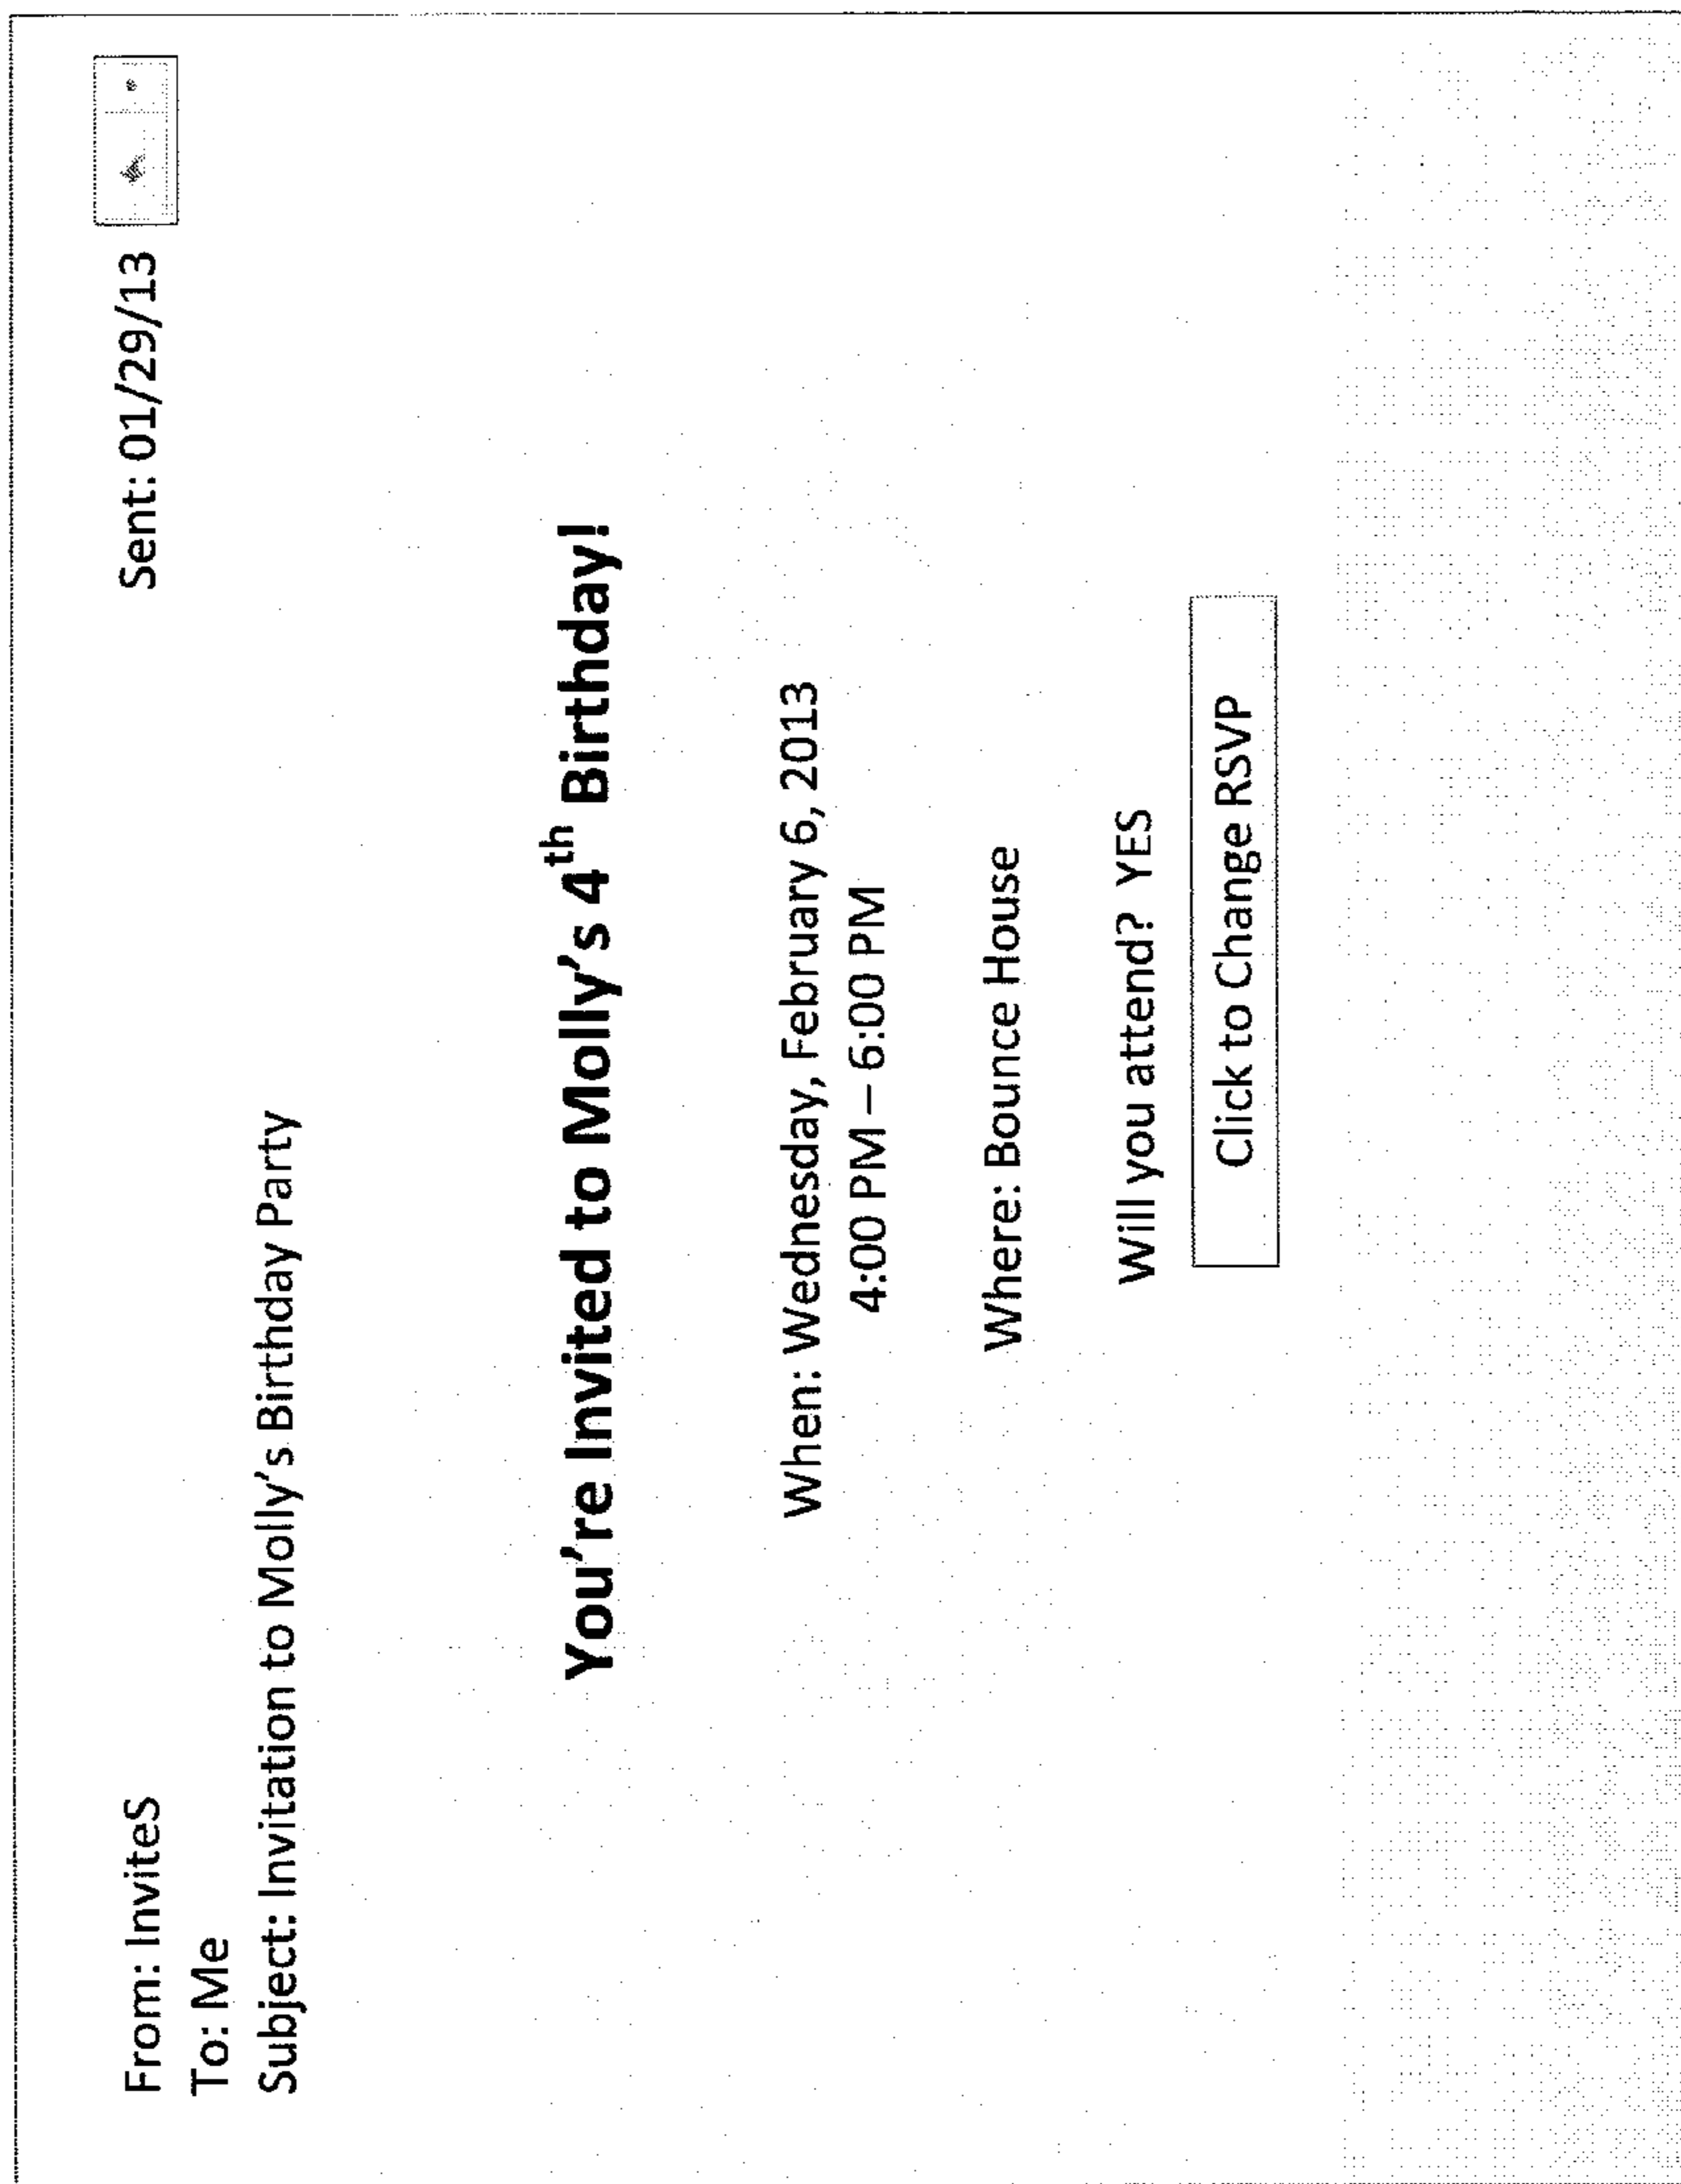 From: InviteS
Sent: 01/29/13
To: Me
Subject: Invitation to Molly's Birthday Party
You're Invited to Molly's 4th Birthday!
When: Wednesday, February 6, 2013
4:00 PM – 6:00 PM
Where: Bounce House
Will you attend? YES
Click to Change RSVP